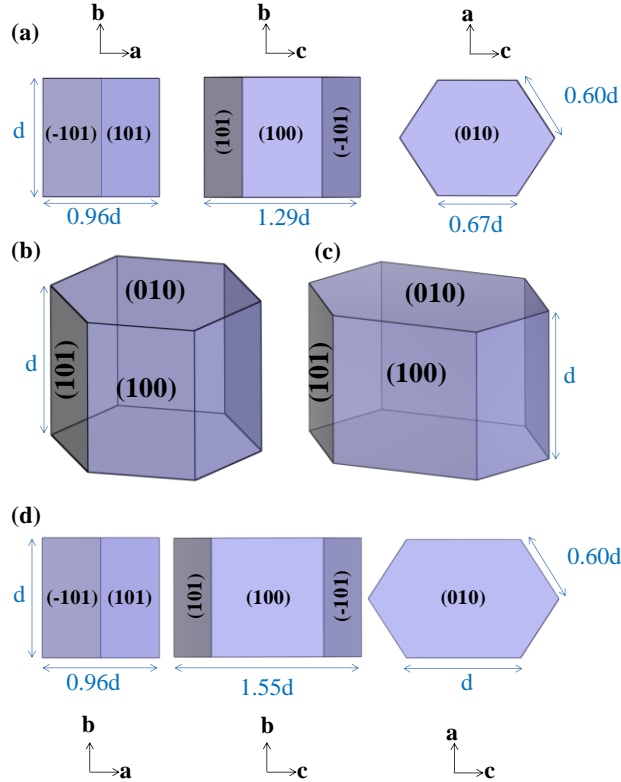 (a)
b
a
b
c
a
c
d
(-101)
(101)
0.96d
(101)
(100)
(-101)
1.29d
(010)
0.60d
0.67d
(b)
(010)
d
(101)
(100)
(c)
(010)
(101)
(100)
d
(d)
d
(-101)
(101)
0.96d
(101)
(100)
(-101)
1.55d
(010)
0.60d
d
b
a
b
c
a
c